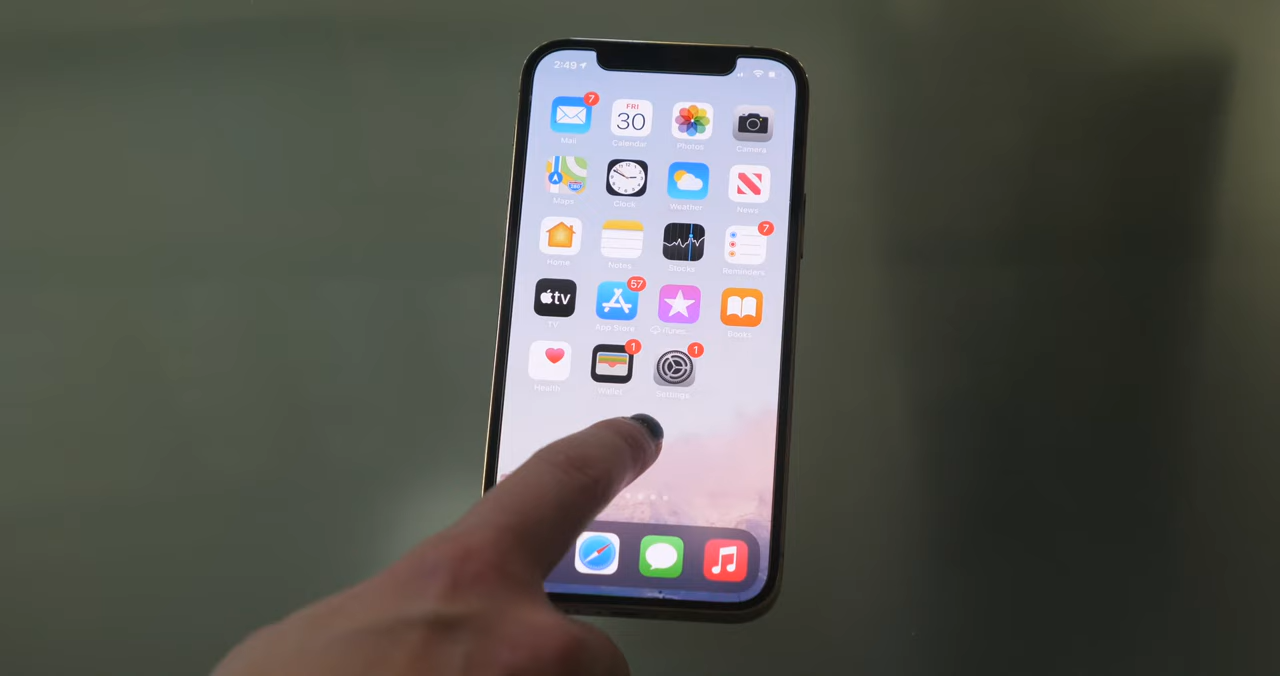 2:49
7
FRI
30
Mail Calendar Photos Camera
Maps Clock Weather News
7
Home Notes Stocks Reminders
tv
57
TV App Store iTunes... Books
1 1
Health Wallet Settings